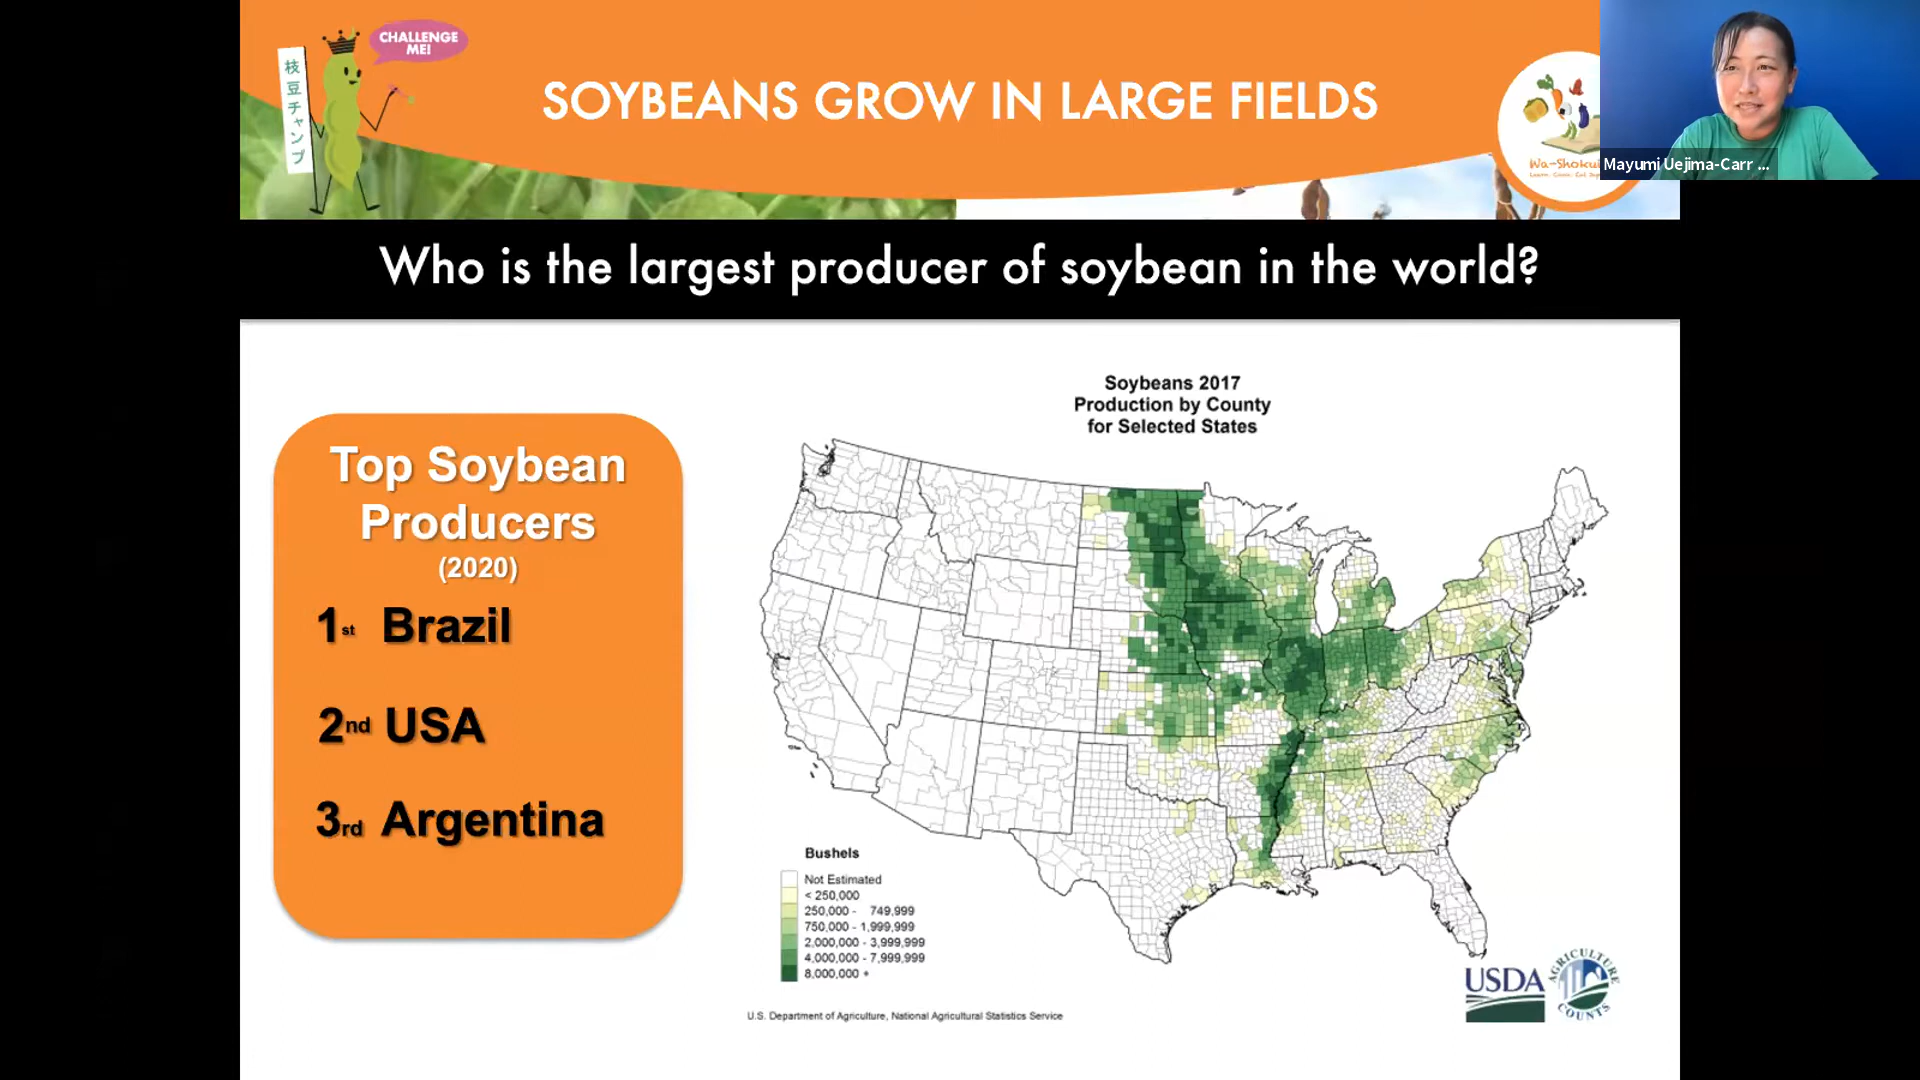 CHALLENGE
ME!
枝豆チャンプ
SOYBEANS GROW IN LARGE FIELDS
Wa-Shoku
Mayumi Uejima-Carr ...
Who is the largest producer of soybean in the world?
Top Soybean
Producers
(2020)
1st Brazil
2nd USA
3rd Argentina
Soybeans 2017
Production by County
for Selected States
Bushels
Not Estimated
< 250,000
250,000 - 749,999
750,000 - 1,999,999
2,000,000 - 3,999,999
4,000,000 - 7,999,999
8,000,000 +
U.S. Department of Agriculture, National Agricultural Statistics Service
USDA
AGRICULTURE
COUNTS